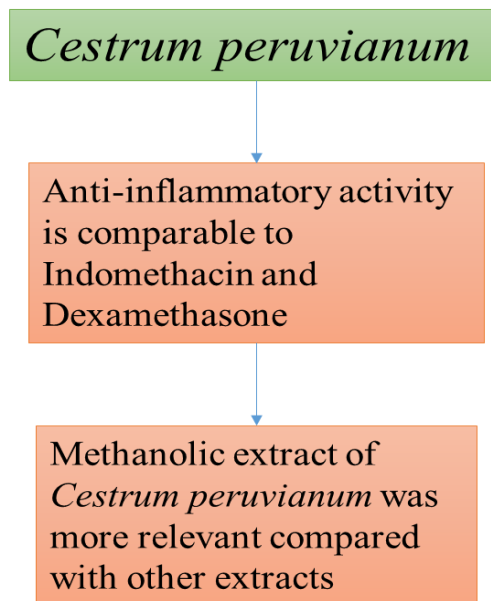 Cestrum peruvianum
Anti-inflammatory activity
is comparable to
Indomethacin and
Dexamethasone
Methanolic extract of
Cestrum peruvianum was
more relevant compared
with other extracts